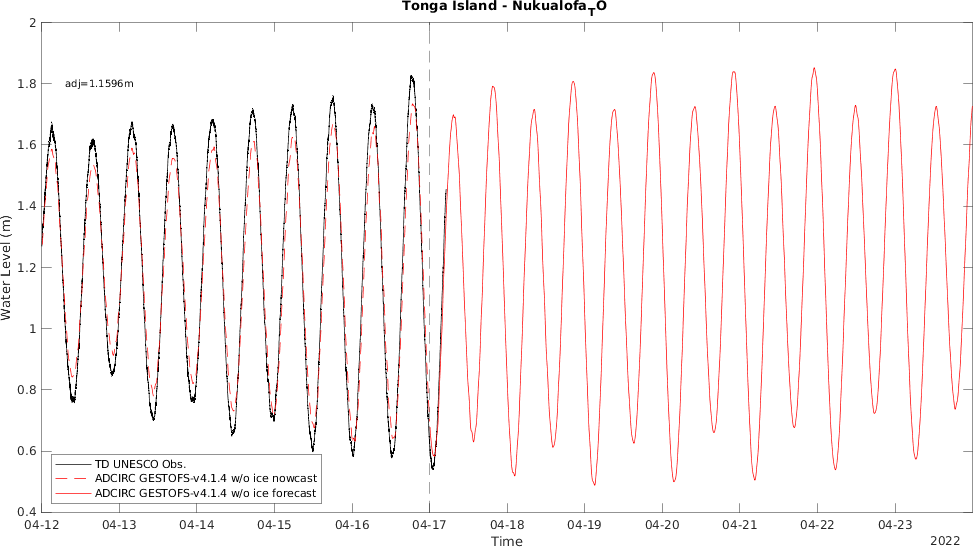 Tonga Island - Nukualofa_TO
2
1.8
adj=1.1596m
1.6
1.4
Water Level (m)
1.2
1
0.8
0.6
TD UNESCO Obs.
ADCIRC GESTOFS-v4.1.4 w/o ice nowcast
ADCIRC GESTOFS-v4.1.4 w/o ice forecast
0.4
04-12 04-13 04-14 04-15 04-16 04-17 04-18 04-19 04-20 04-21 04-22 04-23
Time
2022